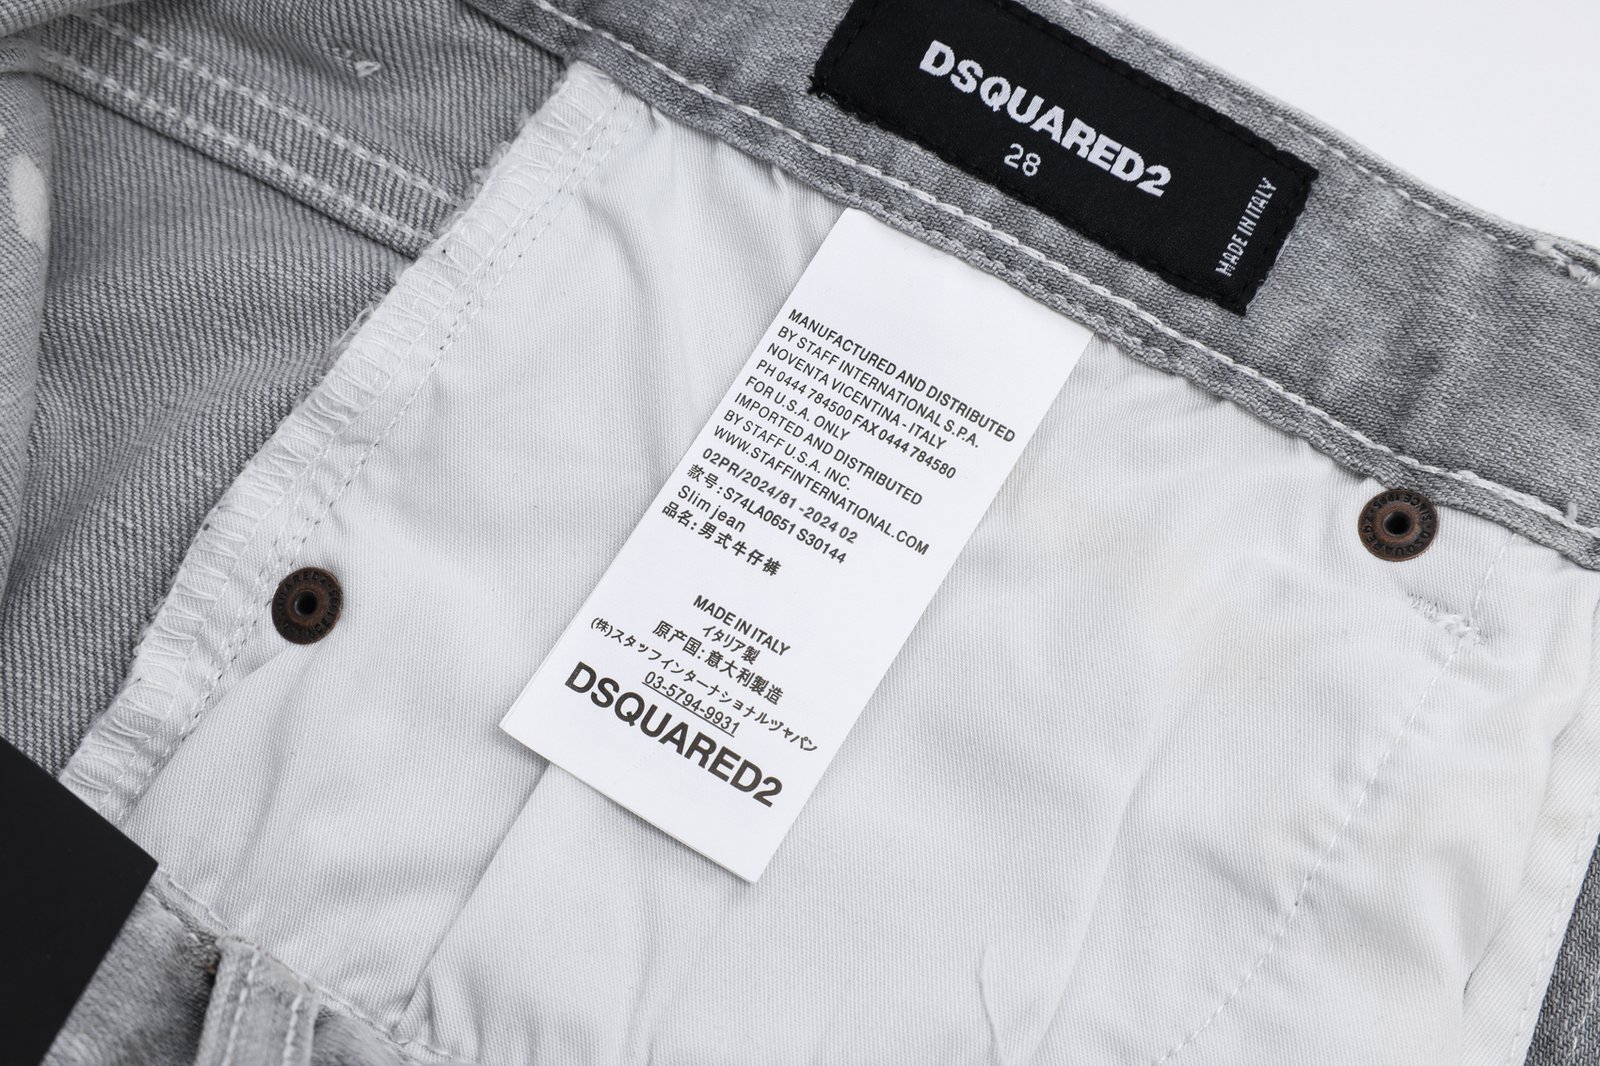 DSQUARED2
28
MADE IN ITALY
MANUFACTURED AND DISTRIBUTED
BY STAFF INTERNATIONAL S.P.A.
NOVENTA VICENTINA - ITALY
PH 0444 784500 FAX 0444 784580
FOR U.S.A. ONLY
IMPORTED AND DISTRIBUTED
BY STAFF U.S.A. INC.
WWW.STAFFINTERNATIONAL.COM
02PR/2024/81 -2024 02
款号:S74LA0651 S30144
Slim jean
品名:男式牛仔裤
MADE IN ITALY
イタリア製
原产国:意大利製造
(株)スタッフインターナショナルヅャパン
03-5794-9931
DSQUARED2
DSQUARED2 SINCE 1995